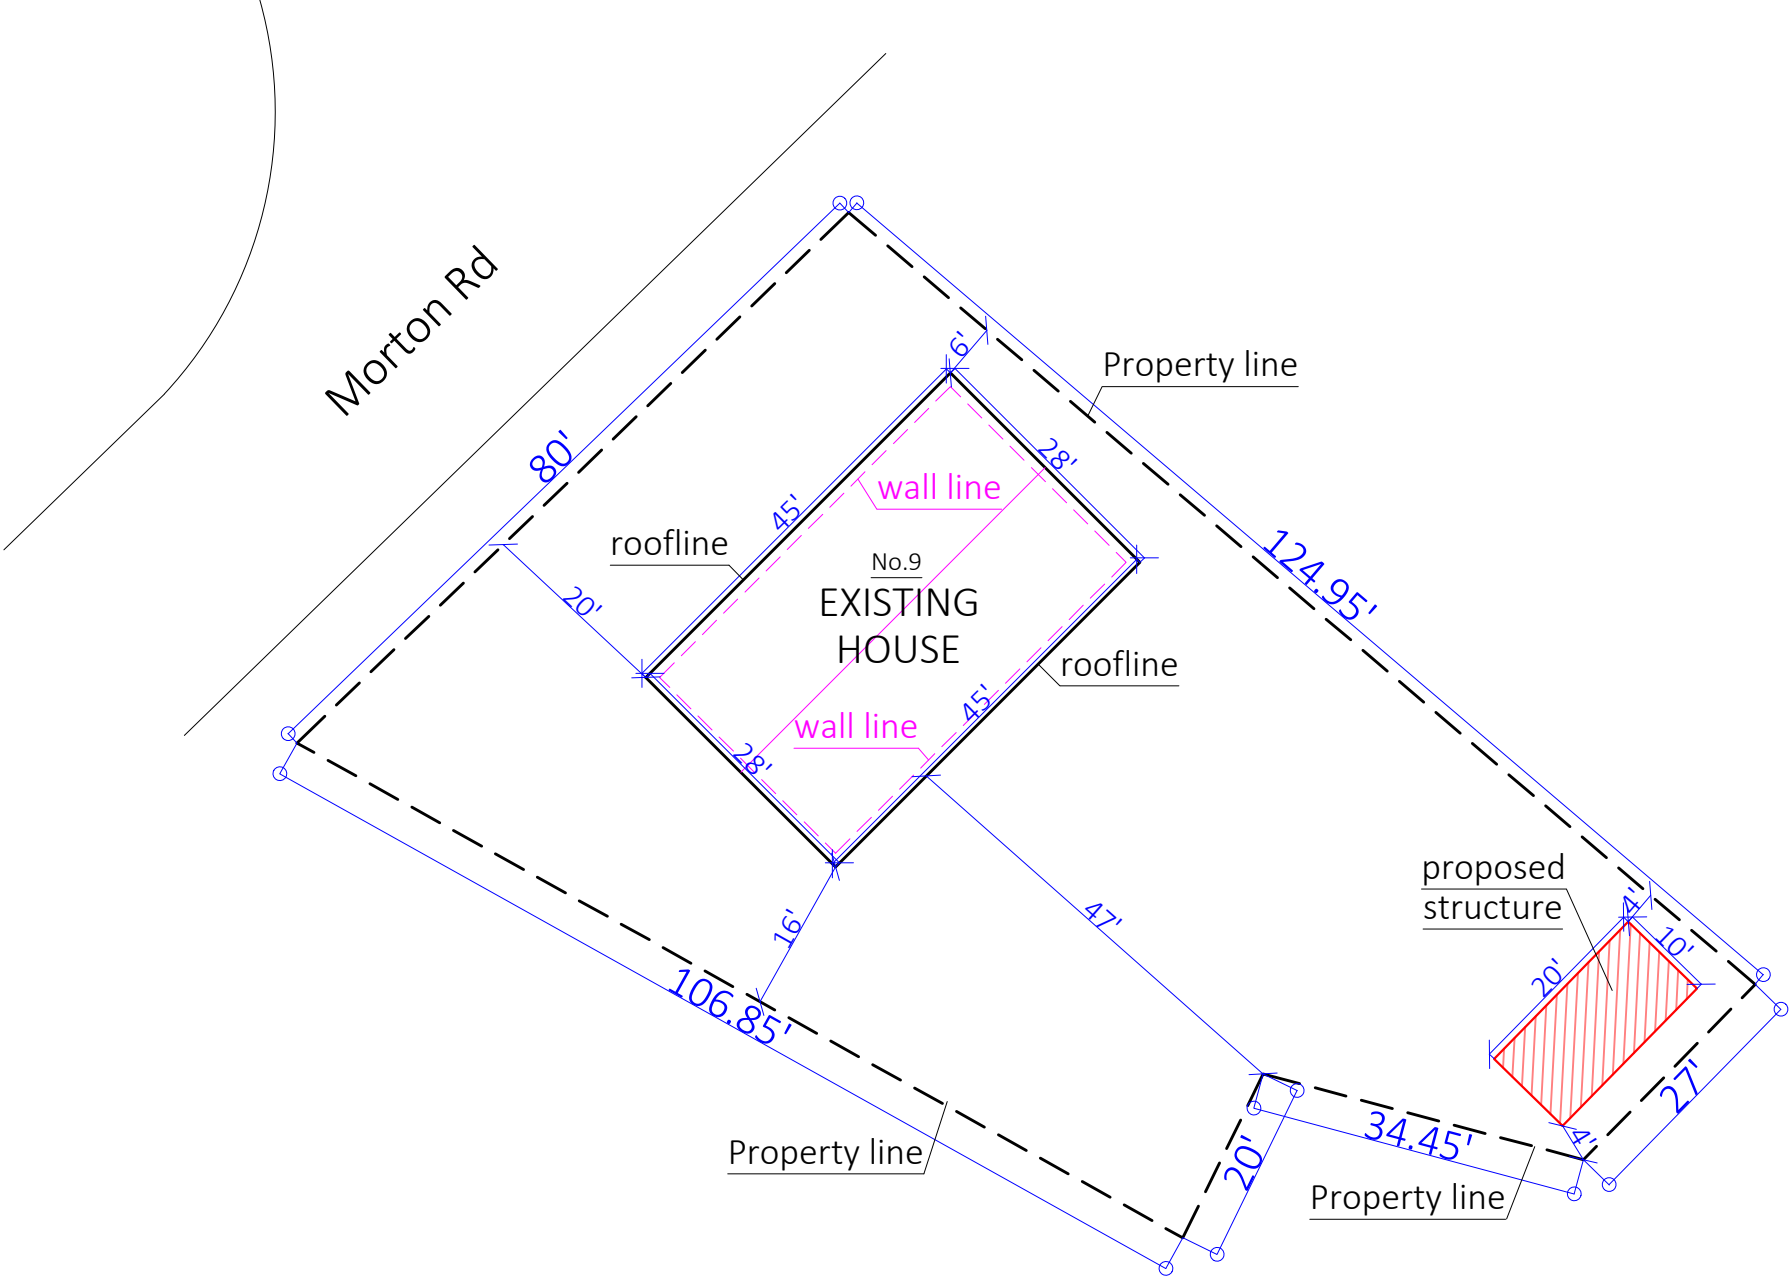 Morton Rd
80'
6'
Property line
28'
wall line
45'
roofline
No.9
EXISTING
HOUSE
124.95'
20'
roofline
45'
wall line
28'
proposed
structure
4'
10'
20'
47'
16'
106.85'
27'
4'
34.45'
20'
Property line
Property line